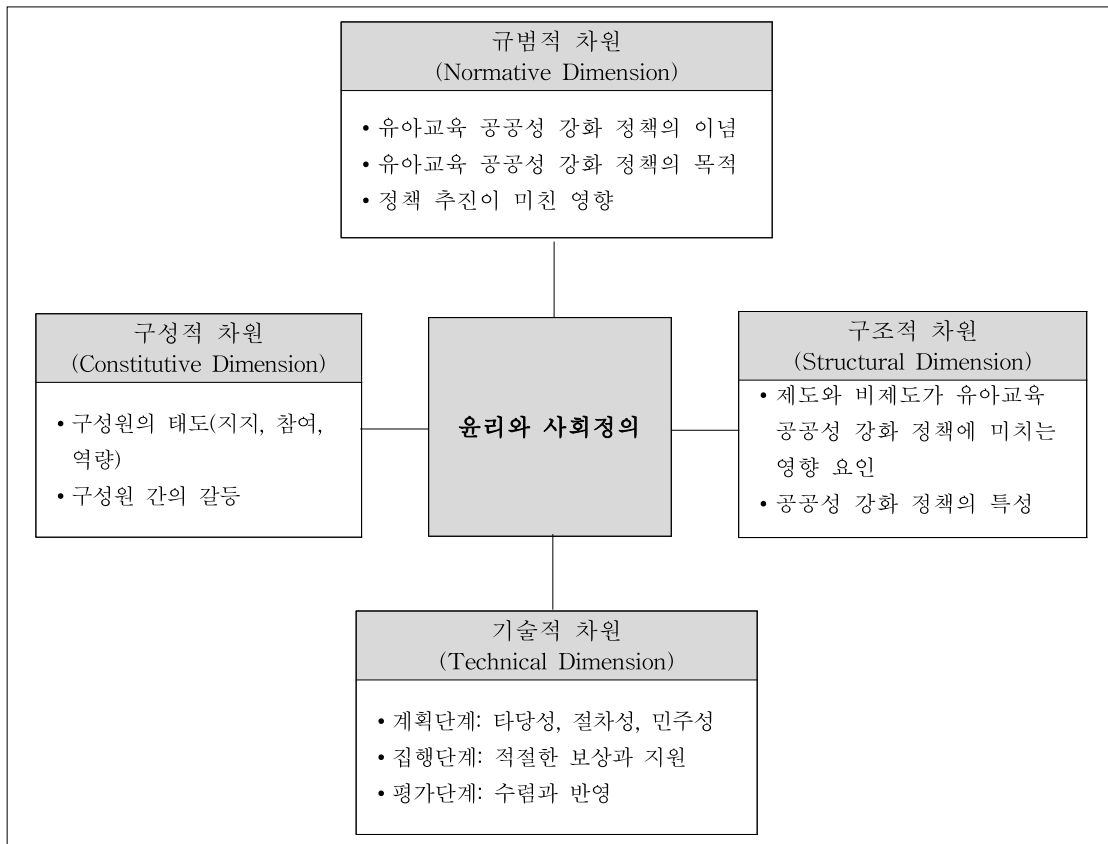 규범적 차원
(Normative Dimension)
• 유아교육 공공성 강화 정책의 이념
• 유아교육 공공성 강화 정책의 목적
• 정책 추진이 미친 영향
구성적 차원
(Constitutive Dimension)
• 구성원의 태도(지지, 참여,
역량)
• 구성원 간의 갈등
윤리와 사회정의
구조적 차원
(Structural Dimension)
• 제도와 비제도가 유아교육
공공성 강화 정책에 미치는
영향 요인
• 공공성 강화 정책의 특성
기술적 차원
(Technical Dimension)
• 계획단계: 타당성, 절차성, 민주성
• 집행단계: 적절한 보상과 지원
• 평가단계: 수렴과 반영